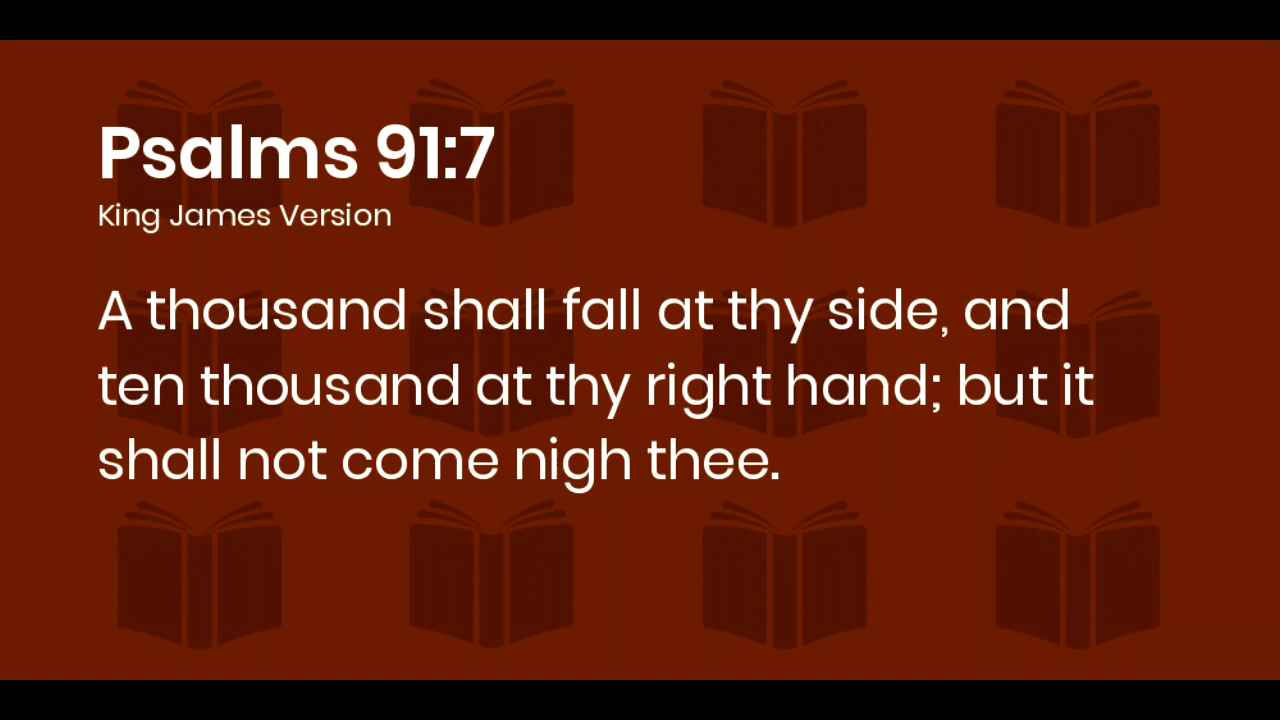 Psalms 91:7
King James Version
A thousand shall fall at thy side, and
ten thousand at thy right hand; but it
shall not come nigh thee.